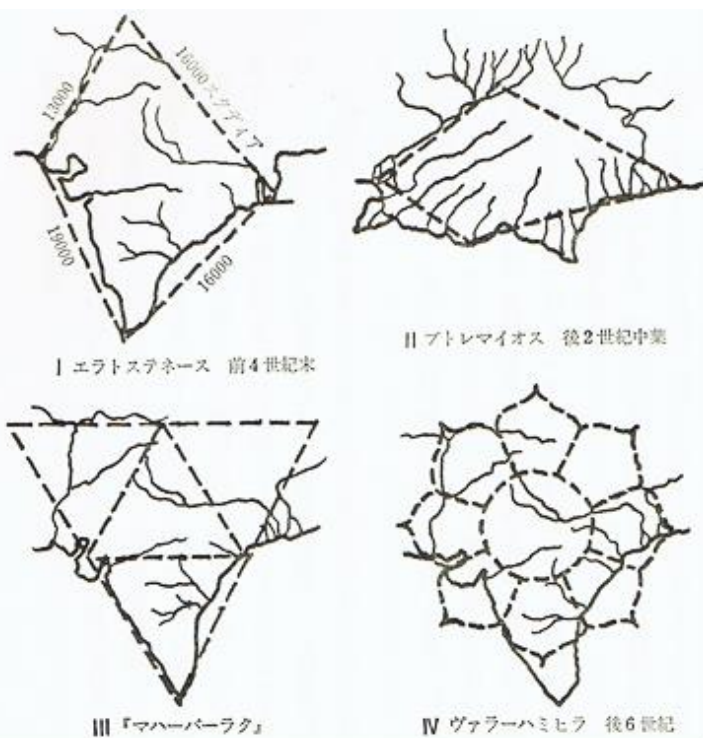 13000
16000スタディア
19000
16000
I エラトステネース 前4世紀末
II プトレマイオス 後2世紀中葉
III『マハーバーラタ』
IV ヴァラーハミヒラ 後6世紀